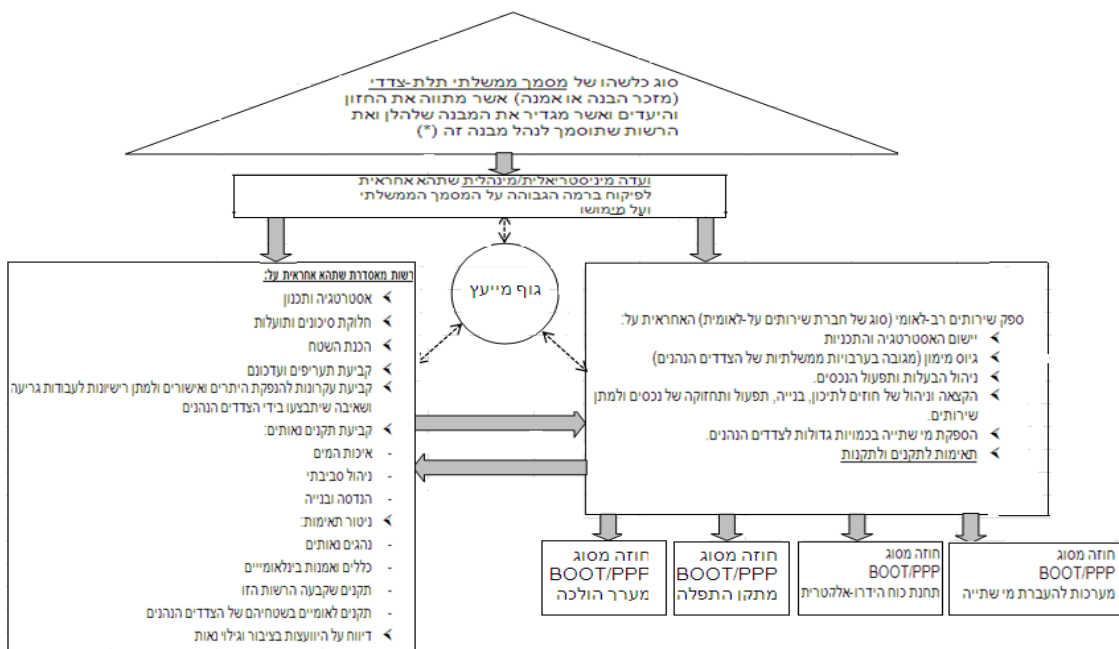 סוג כלשהו של מסמך ממשלתי תלת-צדדי
(מזכר הבנה או אמנה) אשר מתווה את החזון
והיעדים ואשר מגדיר את המבנה שלהלן ואת
הרשות שתוסמך לנהל מבנה זה (*)
ועדה מיניסטריאלית/מינהלית שתהא אחראית
לפיקוח ברמה הגבוהה על המסמך הממשלתי
ועל מימושו
גוף מייעץ
רשות מאסדרת שתהא אחראית על:
אסטרטגיה ותכנון
חלוקת סיכונים ותועלות
הכנת השטח
קביעת תעריפים ועדכונם
קביעת עקרונות להנפקת היתרים ואישורים ולמתן רישיונות לעבודות גריעה
ושאיבה שיתבצעו בידי הצדדים הנהנים
קביעת תקנים נאותים:
- איכות המים
- ניהול סביבתי
- הנדסה ובנייה
ניטור תאימות:
- נהגים נאותים
- כללים ואמנות בינלאומיים
- תקנים שקבעה הרשות הזו
- תקנים לאומיים בשטחיהם של הצדדים הנהנים
דיווח על היוועצות בציבור וגילוי נאות
ספק שירותים רב-לאומי (סוג של חברת שירותים על-לאומית) האחראית על:
יישום האסטרטגיה והתכניות
גיוס מימון (מגובה בערבויות ממשלתיות של הצדדים הנהנים)
ניהול הבעלות ותפעול הנכסים.
הקצאה וניהול של חוזים לתיכון, בנייה, תפעול ותחזוקה של נכסים ולמתן
שירותים.
הספקת מי שתייה בכמויות גדולות לצדדים הנהנים.
תאימות לתקנים ולתקנות
חוזה מסוג
BOOT/PPP
מערכות להעברת מי שתייה
חוזה מסוג
BOOT/PPP
תחנת כוח הידרו-אלקטרית
חוזה מסוג
BOOT/PPP
מתקן התפלה
חוזה מסוג
BOOT/PPP
מערך הולכה